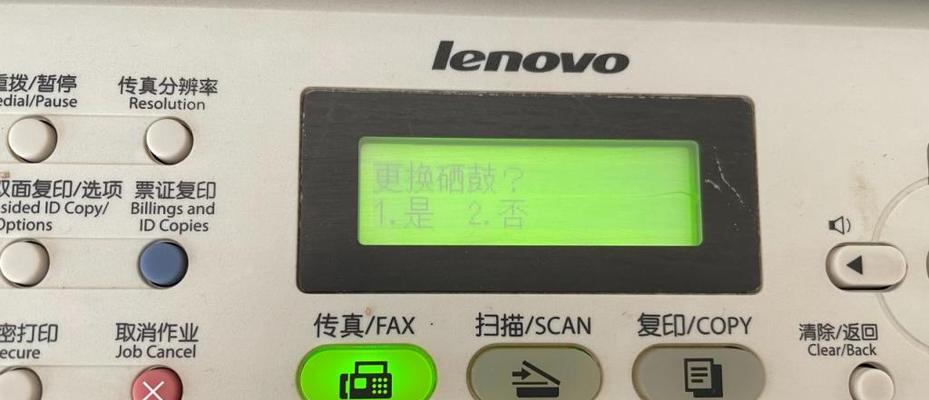 lenovo
重拨/暂停
edial/Pause
传真分辨率
Resolution
更换硒鼓？
1.是 2.否
双面复印/选项
sided ID Copy/
Options
票证复印
Billings and
ID Copies
密打印
ecure
取消作业
Job Cancel
传真/FAX
扫描/SCAN
复印/COPY
清除/返回
Clear/Back